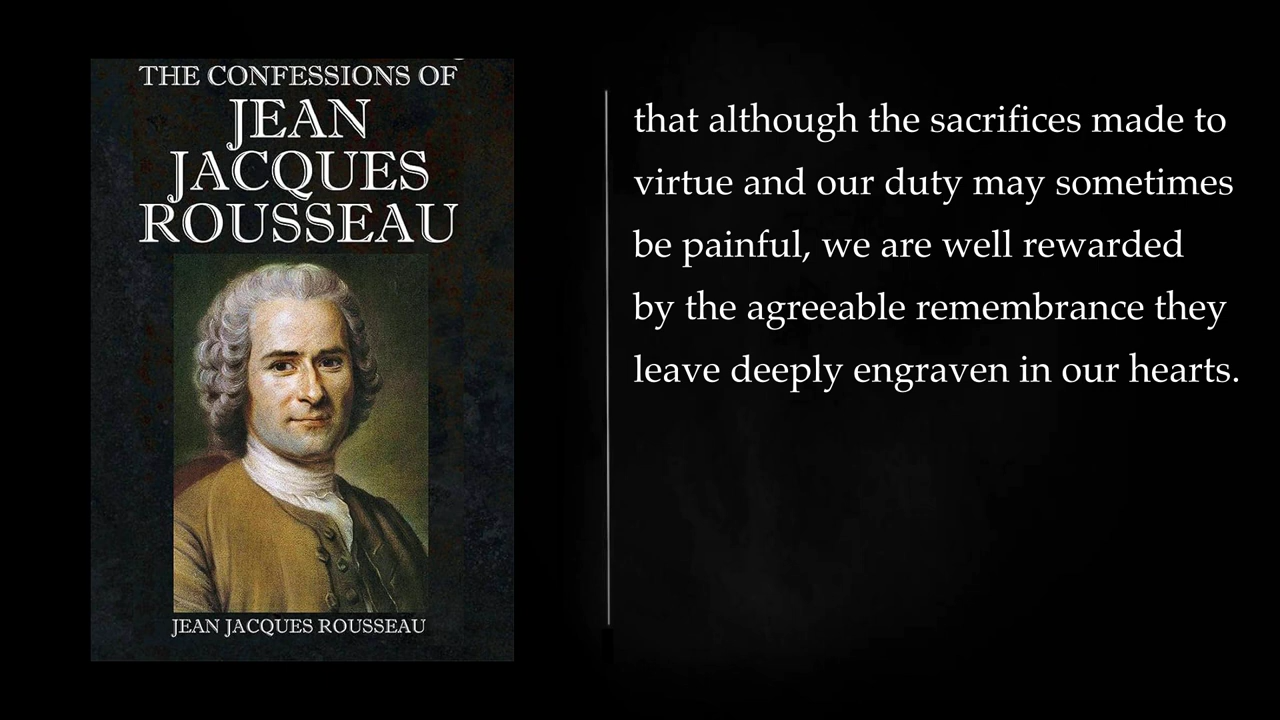 THE CONFESSIONS OF
JEAN
JACQUES
ROUSSEAU
JEAN JACQUES ROUSSEAU
that although the sacrifices made to
virtue and our duty may sometimes
be painful, we are well rewarded
by the agreeable remembrance they
leave deeply engraven in our hearts.